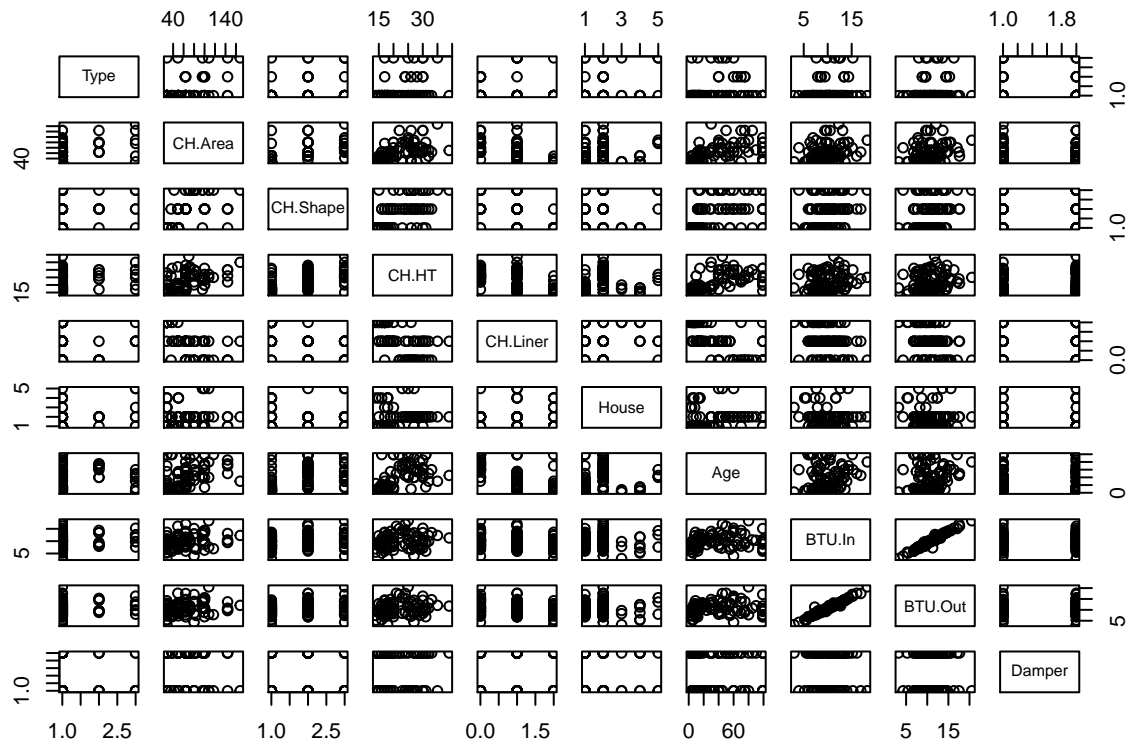 40 140 15 30 1 3 5 5 15 1.0 1.8
Type 1.0
40 CH.Area
CH.Shape 1.0
15 CH.HT
CH.Liner 0.0
1 5 House
Age 0
5 BTU.In
BTU.Out 5
1.0 Damper
1.0 2.5 1.0 2.5 0.0 1.5 0 60 5 15